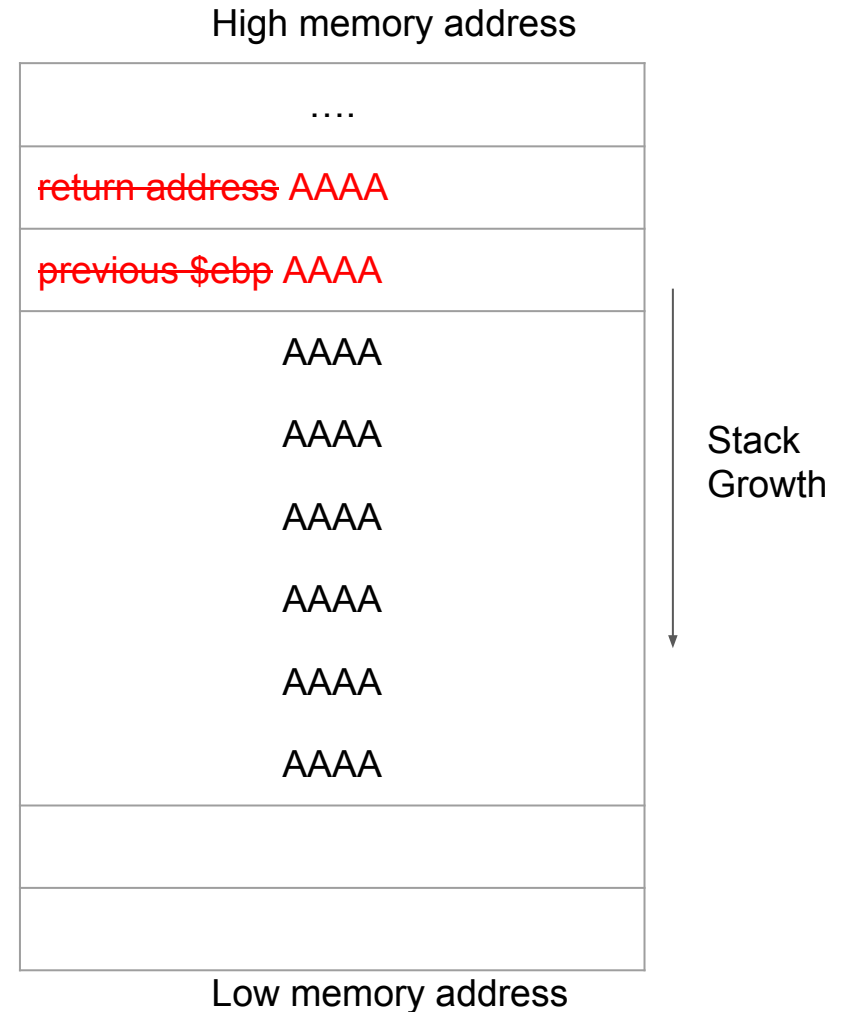 High memory address
....
return address AAAA
previous $ebp AAAA
AAAA
AAAA
AAAA
AAAA
AAAA
AAAA
Stack
Growth
Low memory address